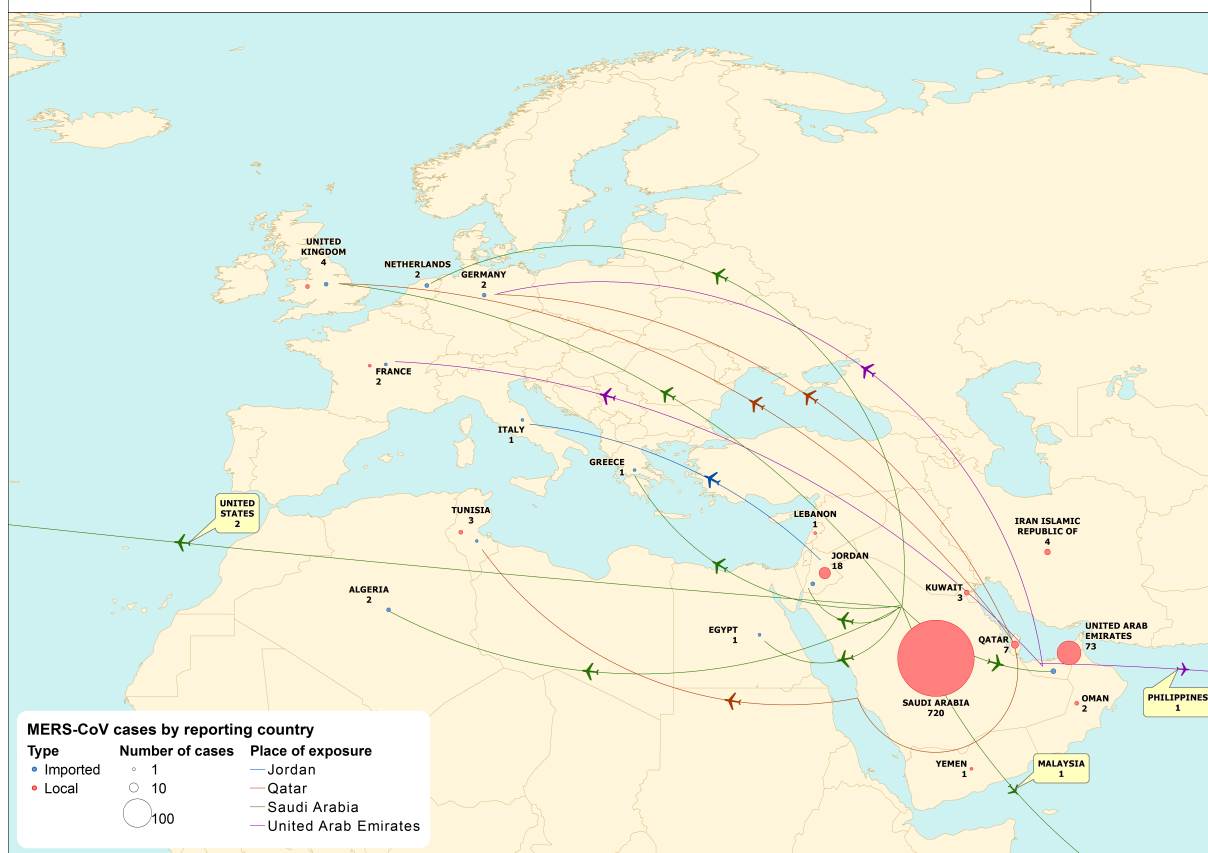 UNITED
KINGDOM
4
NETHERLANDS
2
GERMANY
2
FRANCE
2
ITALY
1
GREECE
1
UNITED
STATES
2
TUNISIA
3
LEBANON
1
IRAN ISLAMIC
REPUBLIC OF
4
JORDAN
18
ALGERIA
2
KUWAIT
3
EGYPT
1
QATAR
7
UNITED ARAB
EMIRATES
73
SAUDI ARABIA
720
OMAN
2
PHILIPPINES
1
YEMEN
1
MALAYSIA
1
MERS-CoV cases by reporting country
Type
Imported
Local
Number of cases
1
10
100
Place of exposure
Jordan
Qatar
Saudi Arabia
United Arab Emirates